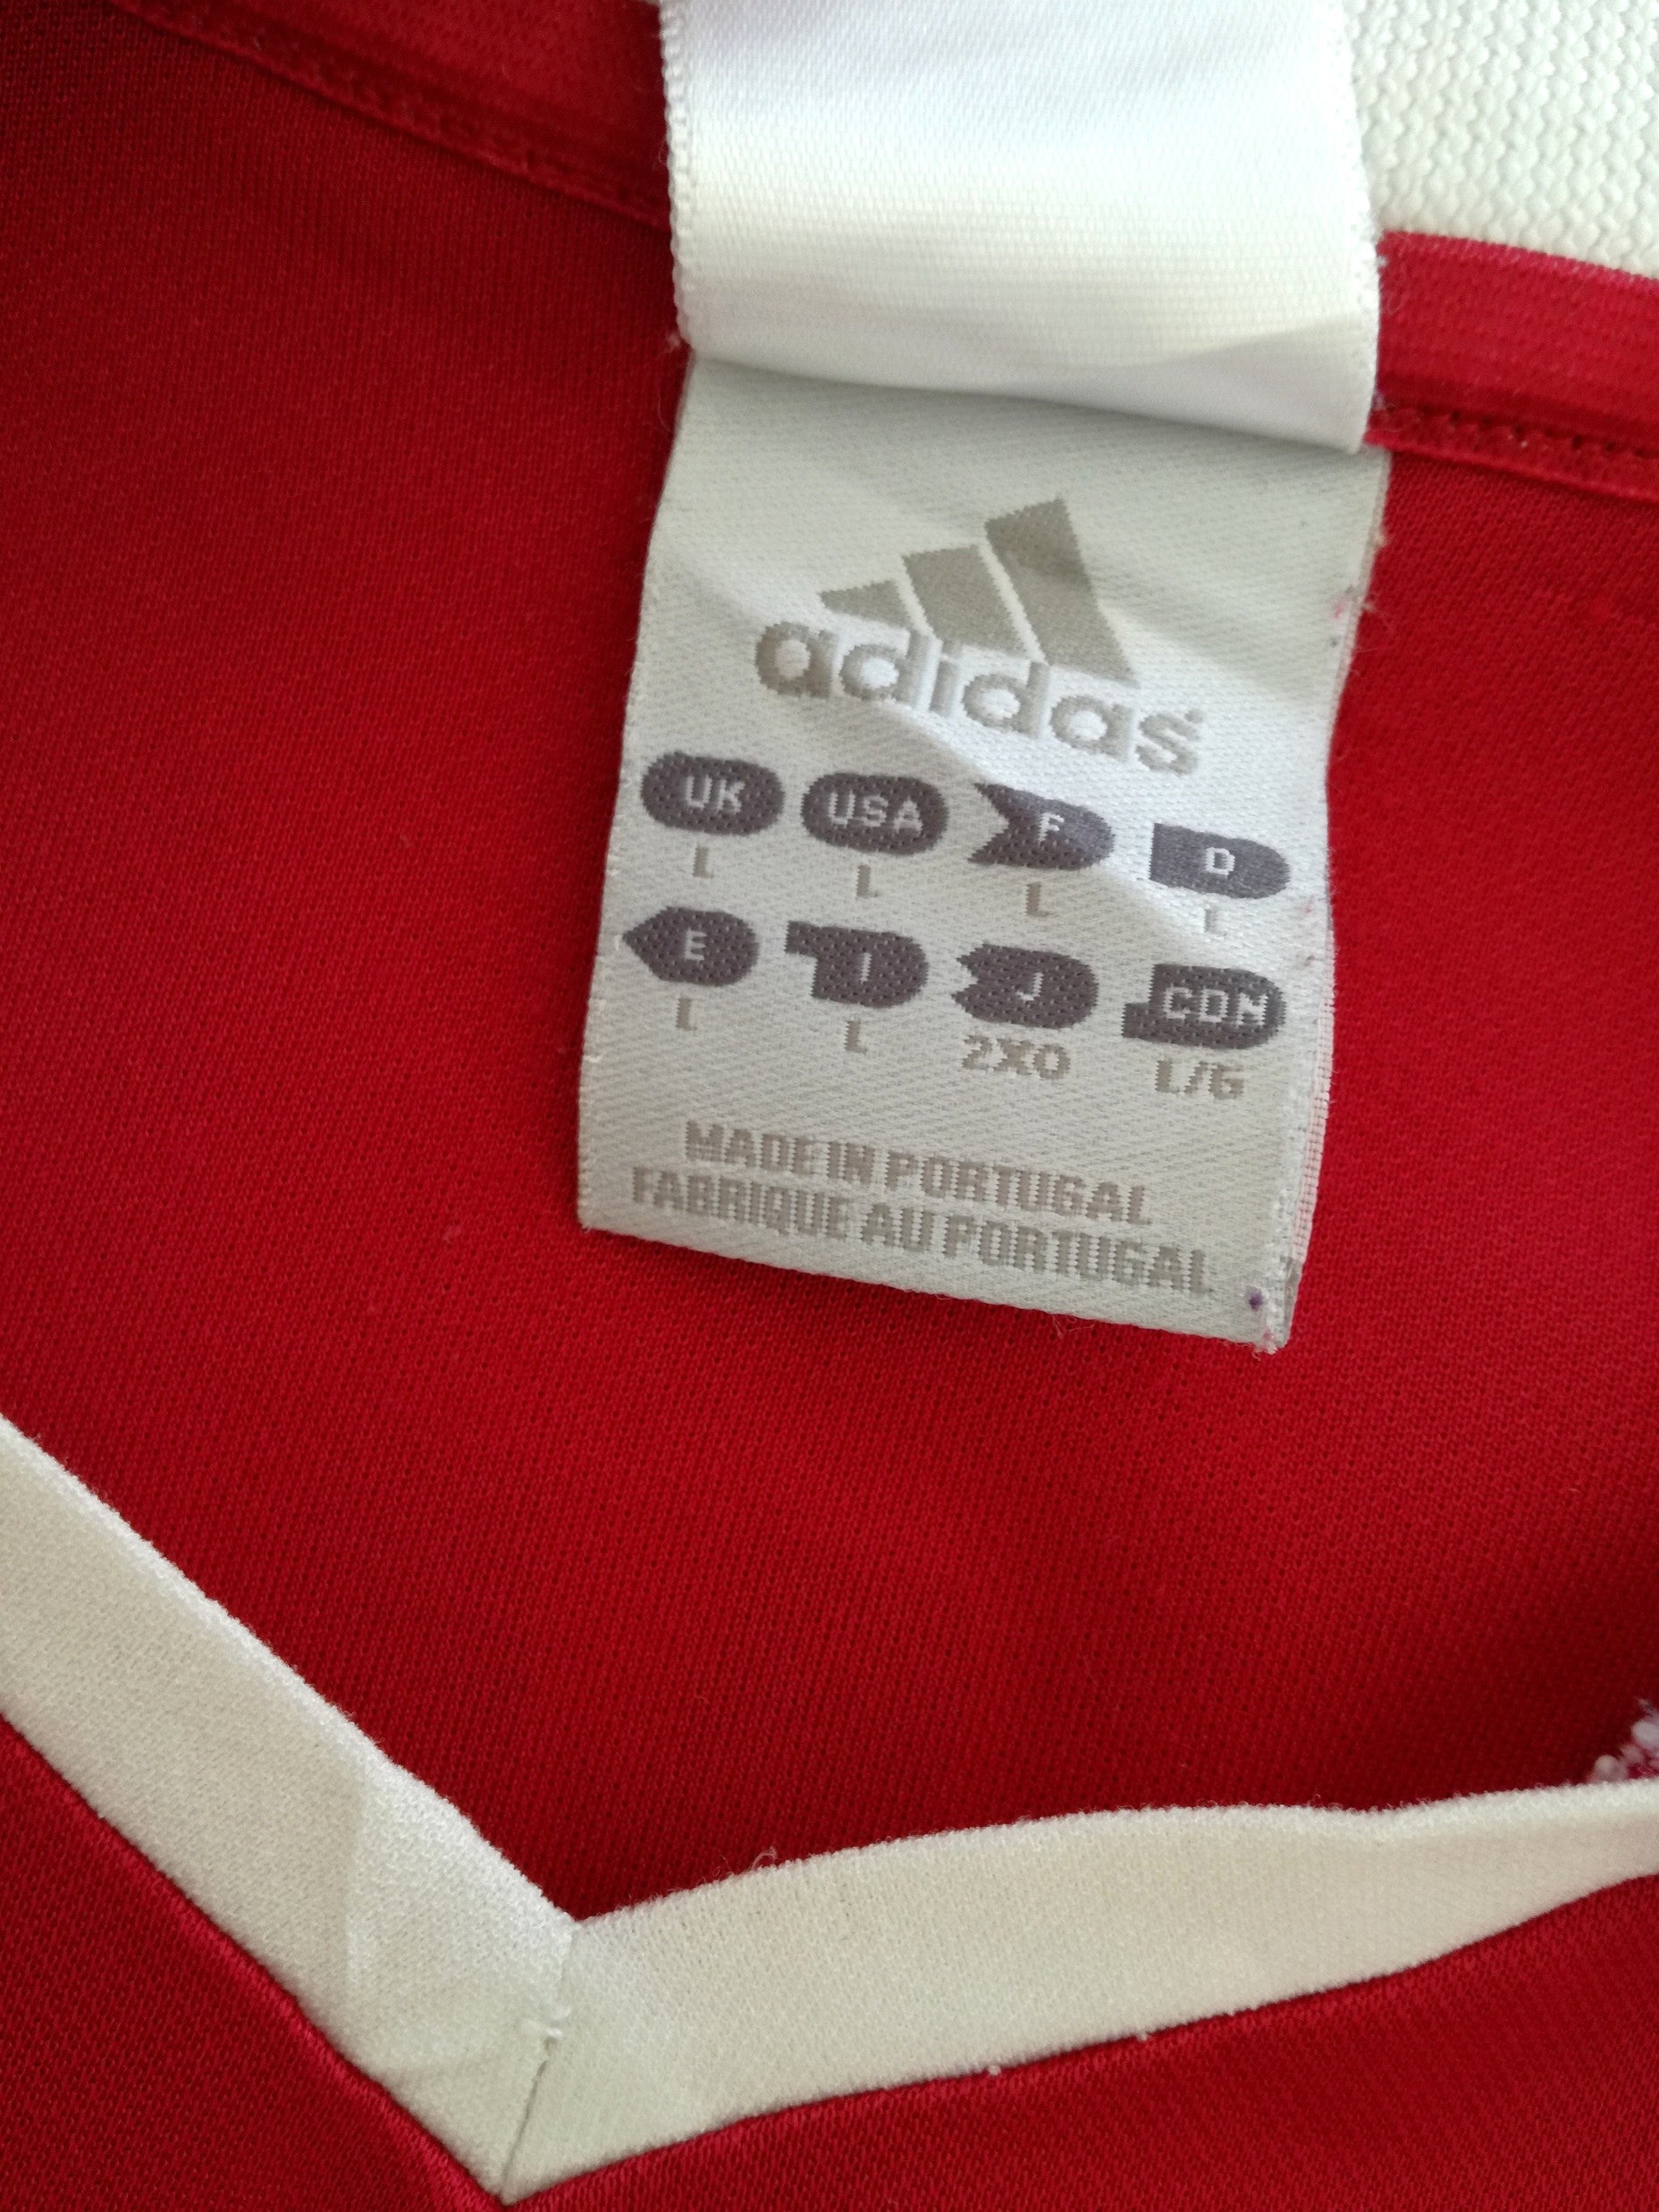 adidas
UK USA F D
L L L L
E I J CDN
L L 2XO L/G
MADE IN PORTUGAL
FABRIQUE AU PORTUGAL